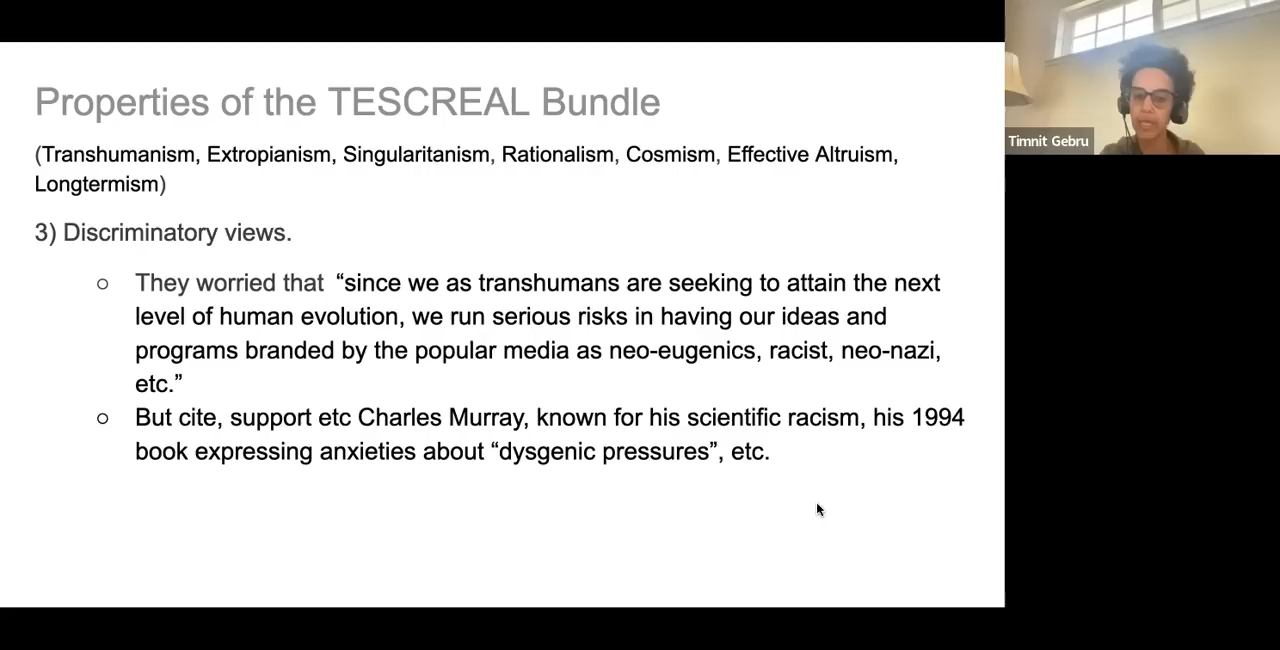 Properties of the TESCREAL Bundle
(Transhumanism, Extropianism, Singularitanism, Rationalism, Cosmism, Effective Altruism,
Longtermism)
3) Discriminatory views.
○ They worried that “since we as transhumans are seeking to attain the next
level of human evolution, we run serious risks in having our ideas and
programs branded by the popular media as neo-eugenics, racist, neo-nazi,
etc.”
○ But cite, support etc Charles Murray, known for his scientific racism, his 1994
book expressing anxieties about “dysgenic pressures”, etc.
Timnit Gebru